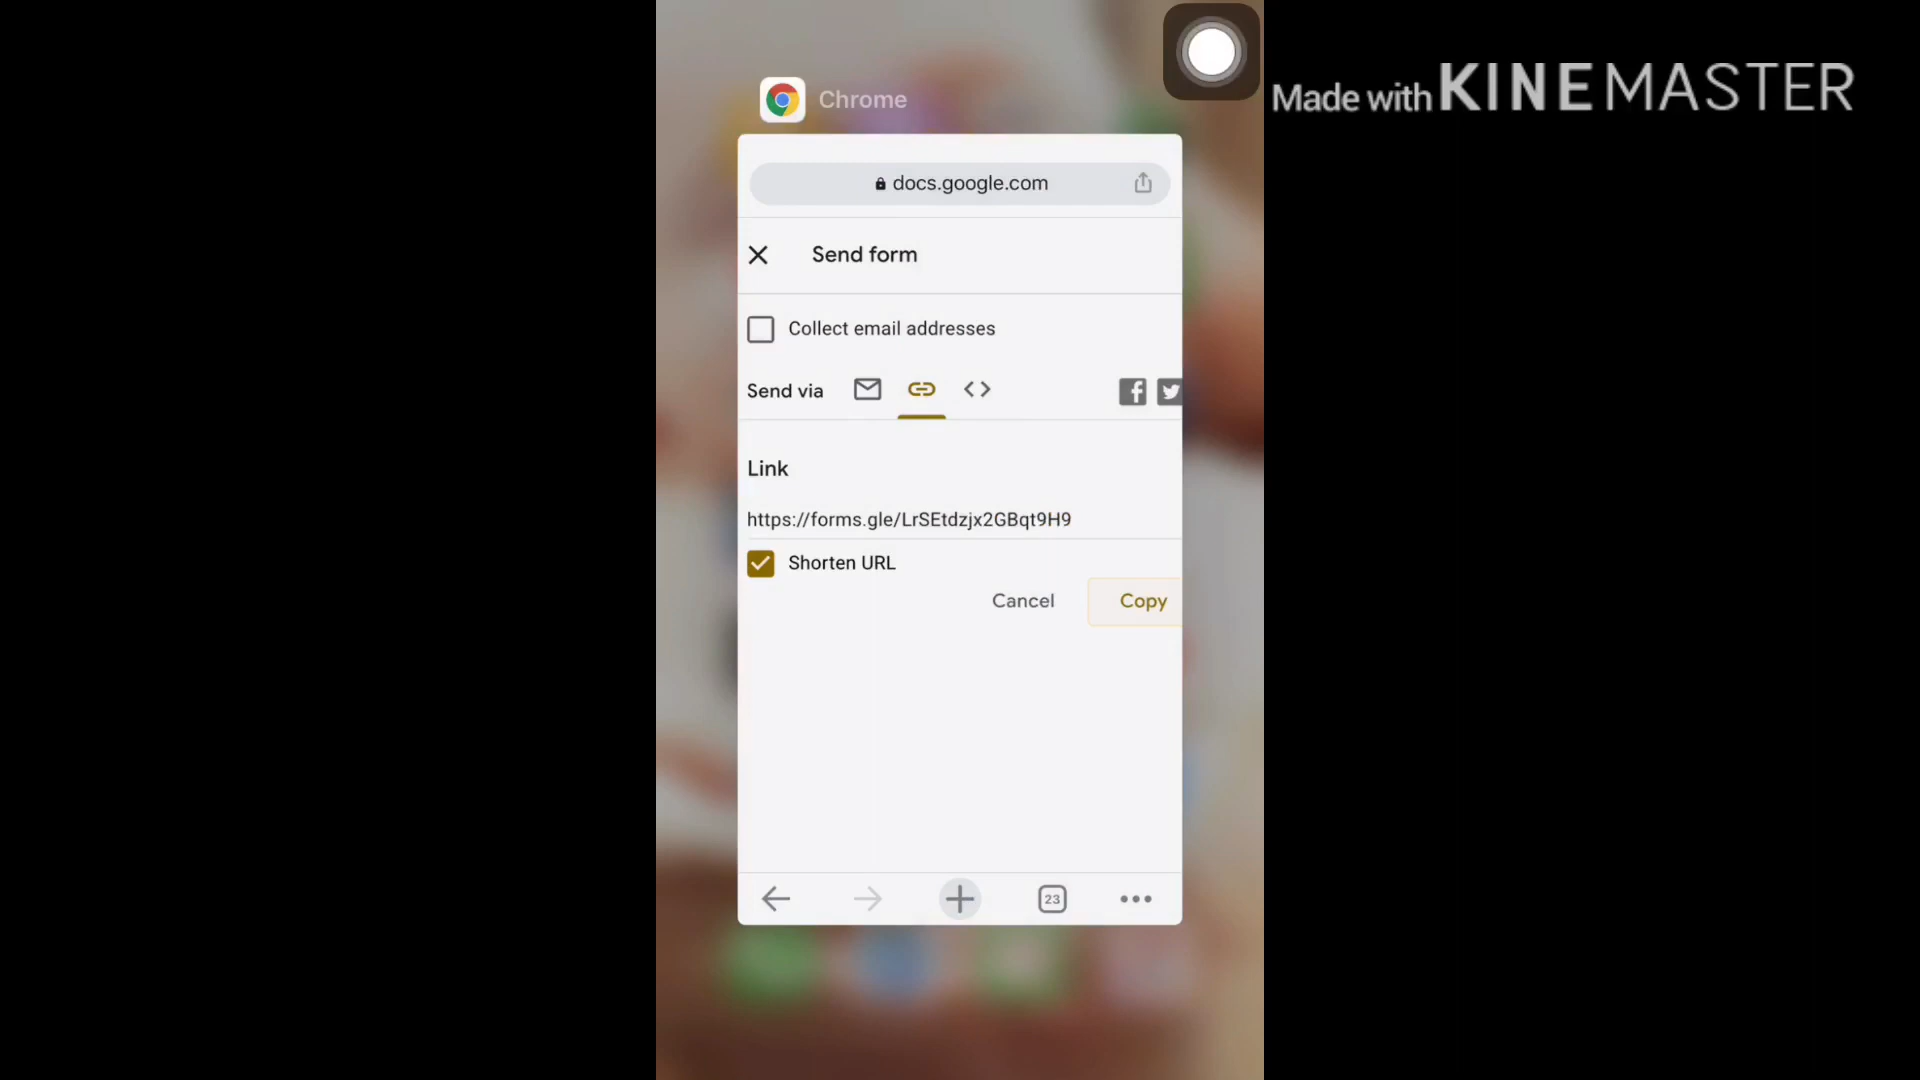 Chrome
Made with KINEMASTER
docs.google.com
Send form
Collect email addresses
Send via
Link
https://forms.gle/LrSEtdzjx2GBqt9H9
Shorten URL
Cancel
Copy
23